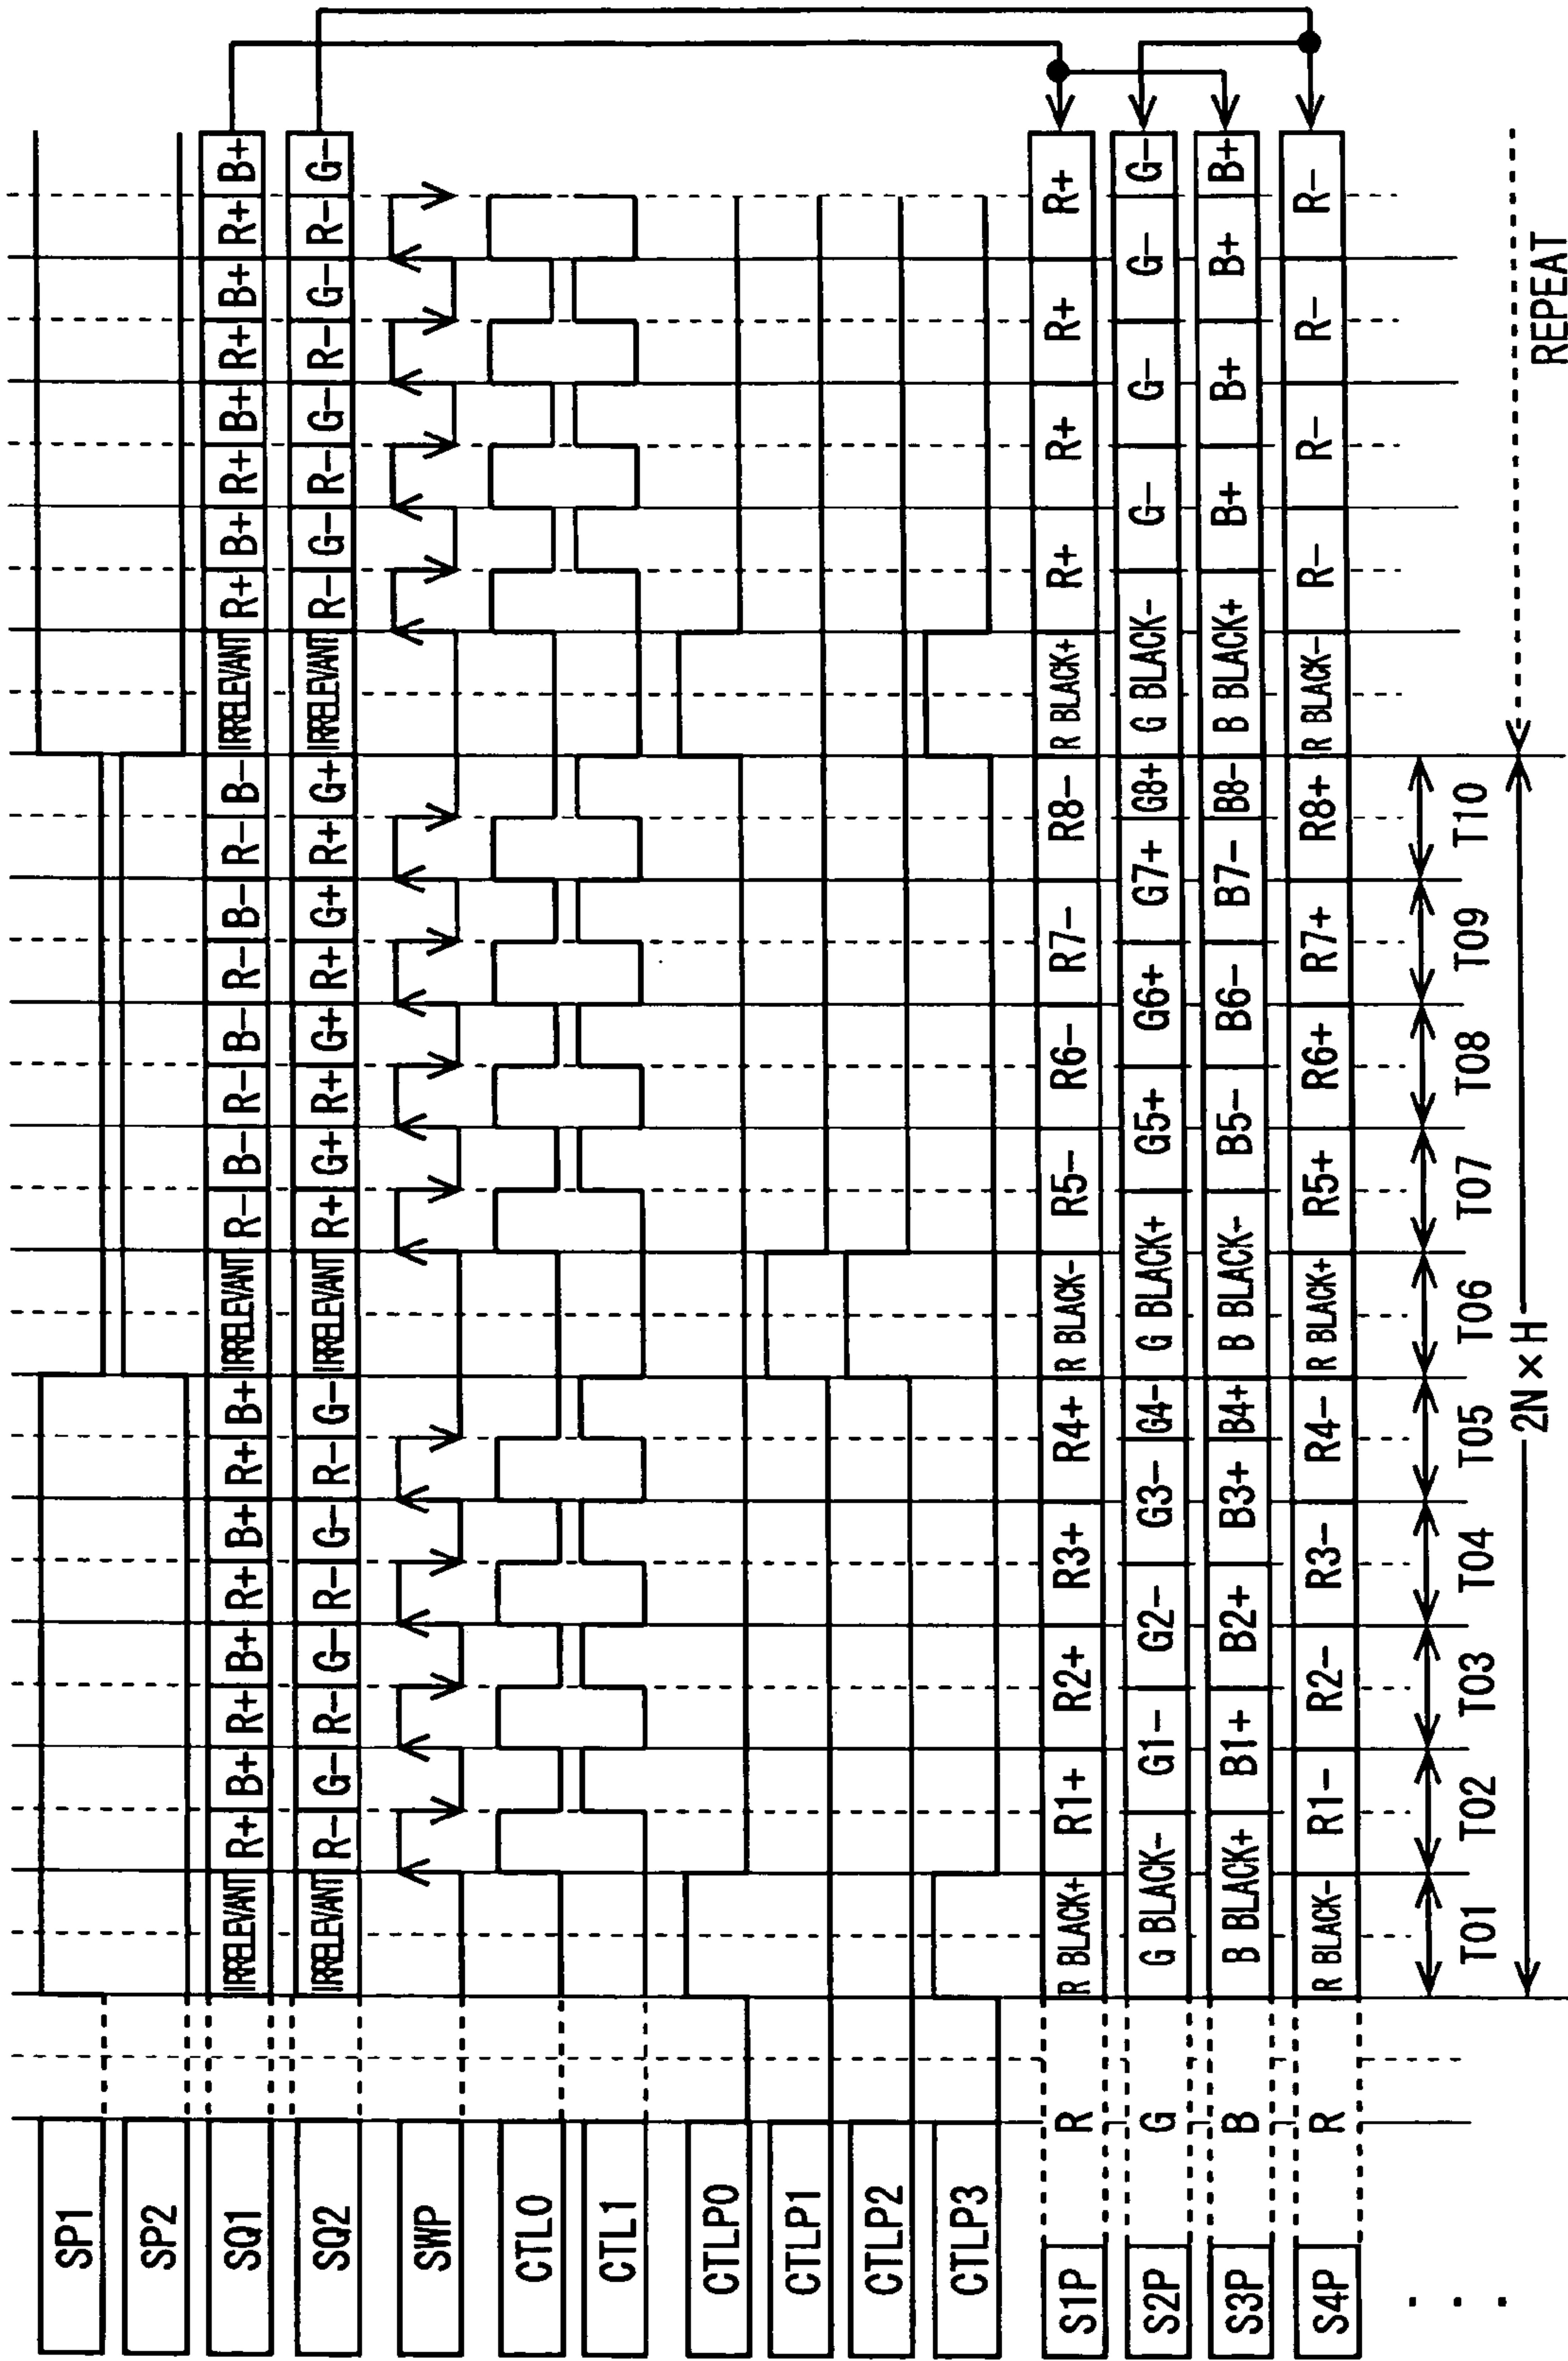 SP1
SP2
SQ1 IRRELEVANT R+ B+ R+ B+ R+ B+ R+ B+ IRRELEVANT R− B− R− B− R− B− R− B− IRRELEVANT R+ B+ R+ B+ R+ B+ R+ B+
SQ2 IRRELEVANT R− G− R− G− R− G− R− G− IRRELEVANT R+ G+ R+ G+ R+ G+ R+ G+ IRRELEVANT R− G− R− G− R− G− R− G−
SWP
CTL0
CTL1
CTLP0
CTLP1
CTLP2
CTLP3
S1P R R BLACK+ R1+ R2+ R3+ R4+ R BLACK− R5− R6− R7− R8− R BLACK+ R+ R+ R+ R+
S2P G G BLACK− G1− G2− G3− G4− G BLACK+ G5+ G6+ G7+ G8+ G BLACK− G− G− G− G−
S3P B B BLACK+ B1+ B2+ B3+ B4+ B BLACK− B5− B6− B7− B8− B BLACK+ B+ B+ B+ B+
S4P R R BLACK− R1− R2− R3− R4− R BLACK+ R5+ R6+ R7+ R8+ R BLACK− R− R− R− R−
. . .
T01 T02 T03 T04 T05 T06 T07 T08 T09 T10
2N×H REPEAT